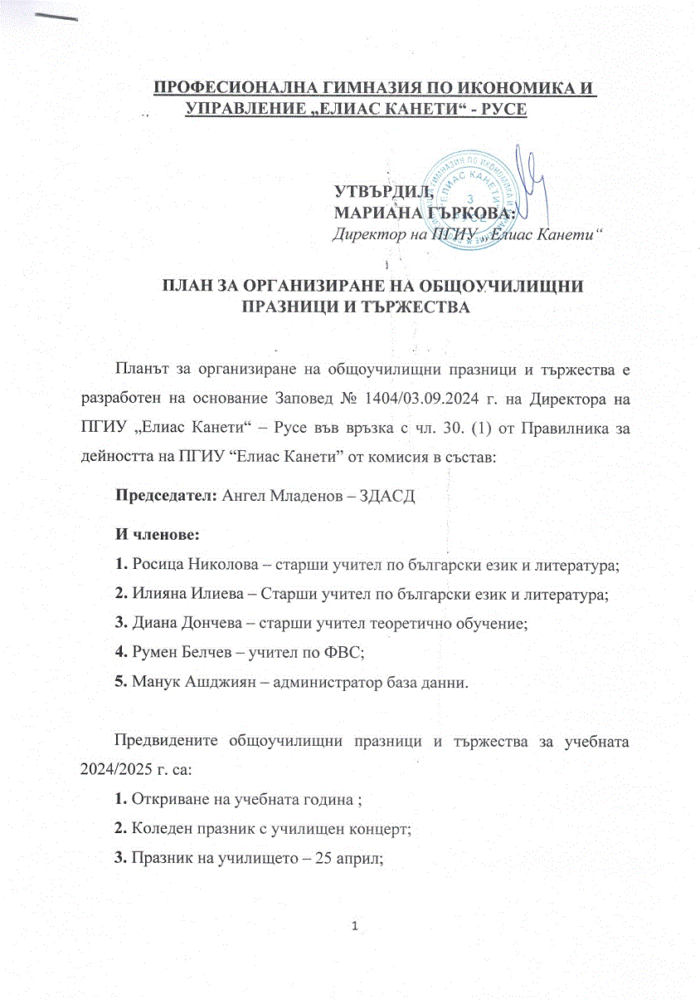 ПРОФЕСИОНАЛНА ГИМНАЗИЯ ПО ИКОНОМИКА И
УПРАВЛЕНИЕ „ЕЛИАС КАНЕТИ“ - РУСЕ
УТВЪРДИЛ,
МАРИАНА ГЪРКОВА:
Директор на ПГИУ „Елиас Канети“
ПЛАН ЗА ОРГАНИЗИРАНЕ НА ОБЩОУЧИЛИЩНИ
ПРАЗНИЦИ И ТЪРЖЕСТВА
Планът за организиране на общоучилищни празници и тържества е
разработен на основание Заповед № 1404/03.09.2024 г. на Директора на
ПГИУ „Елиас Канети“ – Русе във връзка с чл. 30. (1) от Правилника за
дейността на ПГИУ “Елиас Канети” от комисия в състав:
Председател: Ангел Младенов – ЗДАСД
И членове:
1. Росица Николова – старши учител по български език и литература;
2. Илияна Илиева – Старши учител по български език и литература;
3. Диана Дончева – старши учител теоретично обучение;
4. Румен Белчев – учител по ФВС;
5. Манук Ашджиян – администратор база данни.
Предвидените общоучилищни празници и тържества за учебната
2024/2025 г. са:
1. Откриване на учебната година ;
2. Коледен празник с училищен концерт;
3. Празник на училището – 25 април;
1